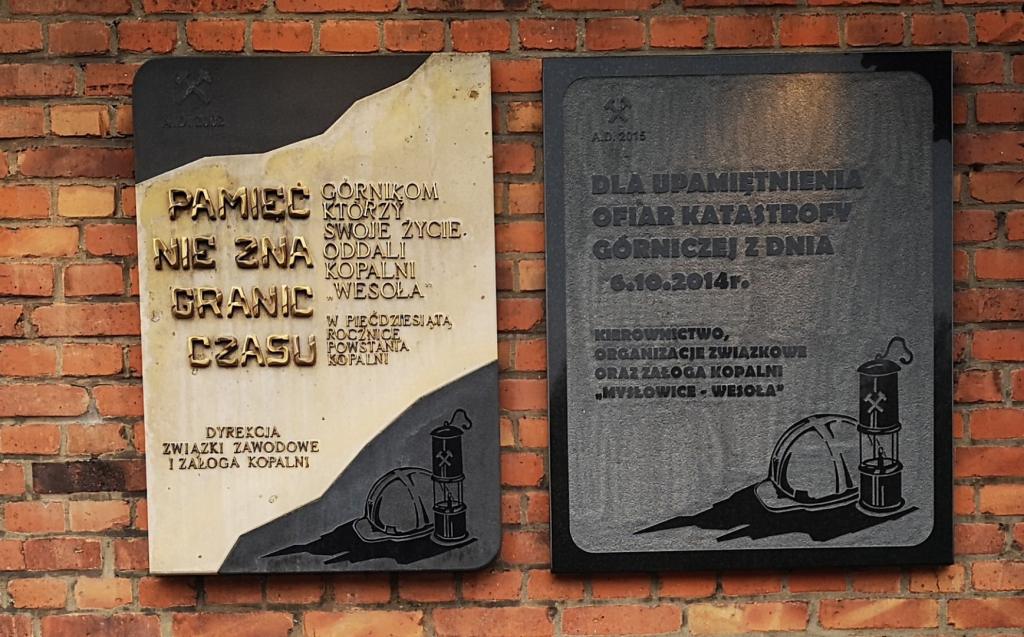 A.D. 2002
PAMIĘĆ
NIE ZNA
GRANIC
CZASU
GÓRNIKOM
KTÓRZY
SWOJE ŻYCIE
ODDALI
KOPALNI
„WESOŁA”
W PIĘĆDZIESIĄTĄ
ROCZNICĘ
POWSTANIA
KOPALNI
DYREKCJA
ZWIĄZKI ZAWODOWE
I ZAŁOGA KOPALNI
A.D. 2015
DLA UPAMIĘTNIENIA
OFIAR KATASTROFY
GÓRNICZEJ Z DNIA
6.10.2014r.
KIEROWNICTWO,
ORGANIZACJE ZWIĄZKOWE
ORAZ ZAŁOGA KOPALNI
„MYSŁOWICE - WESOŁA”